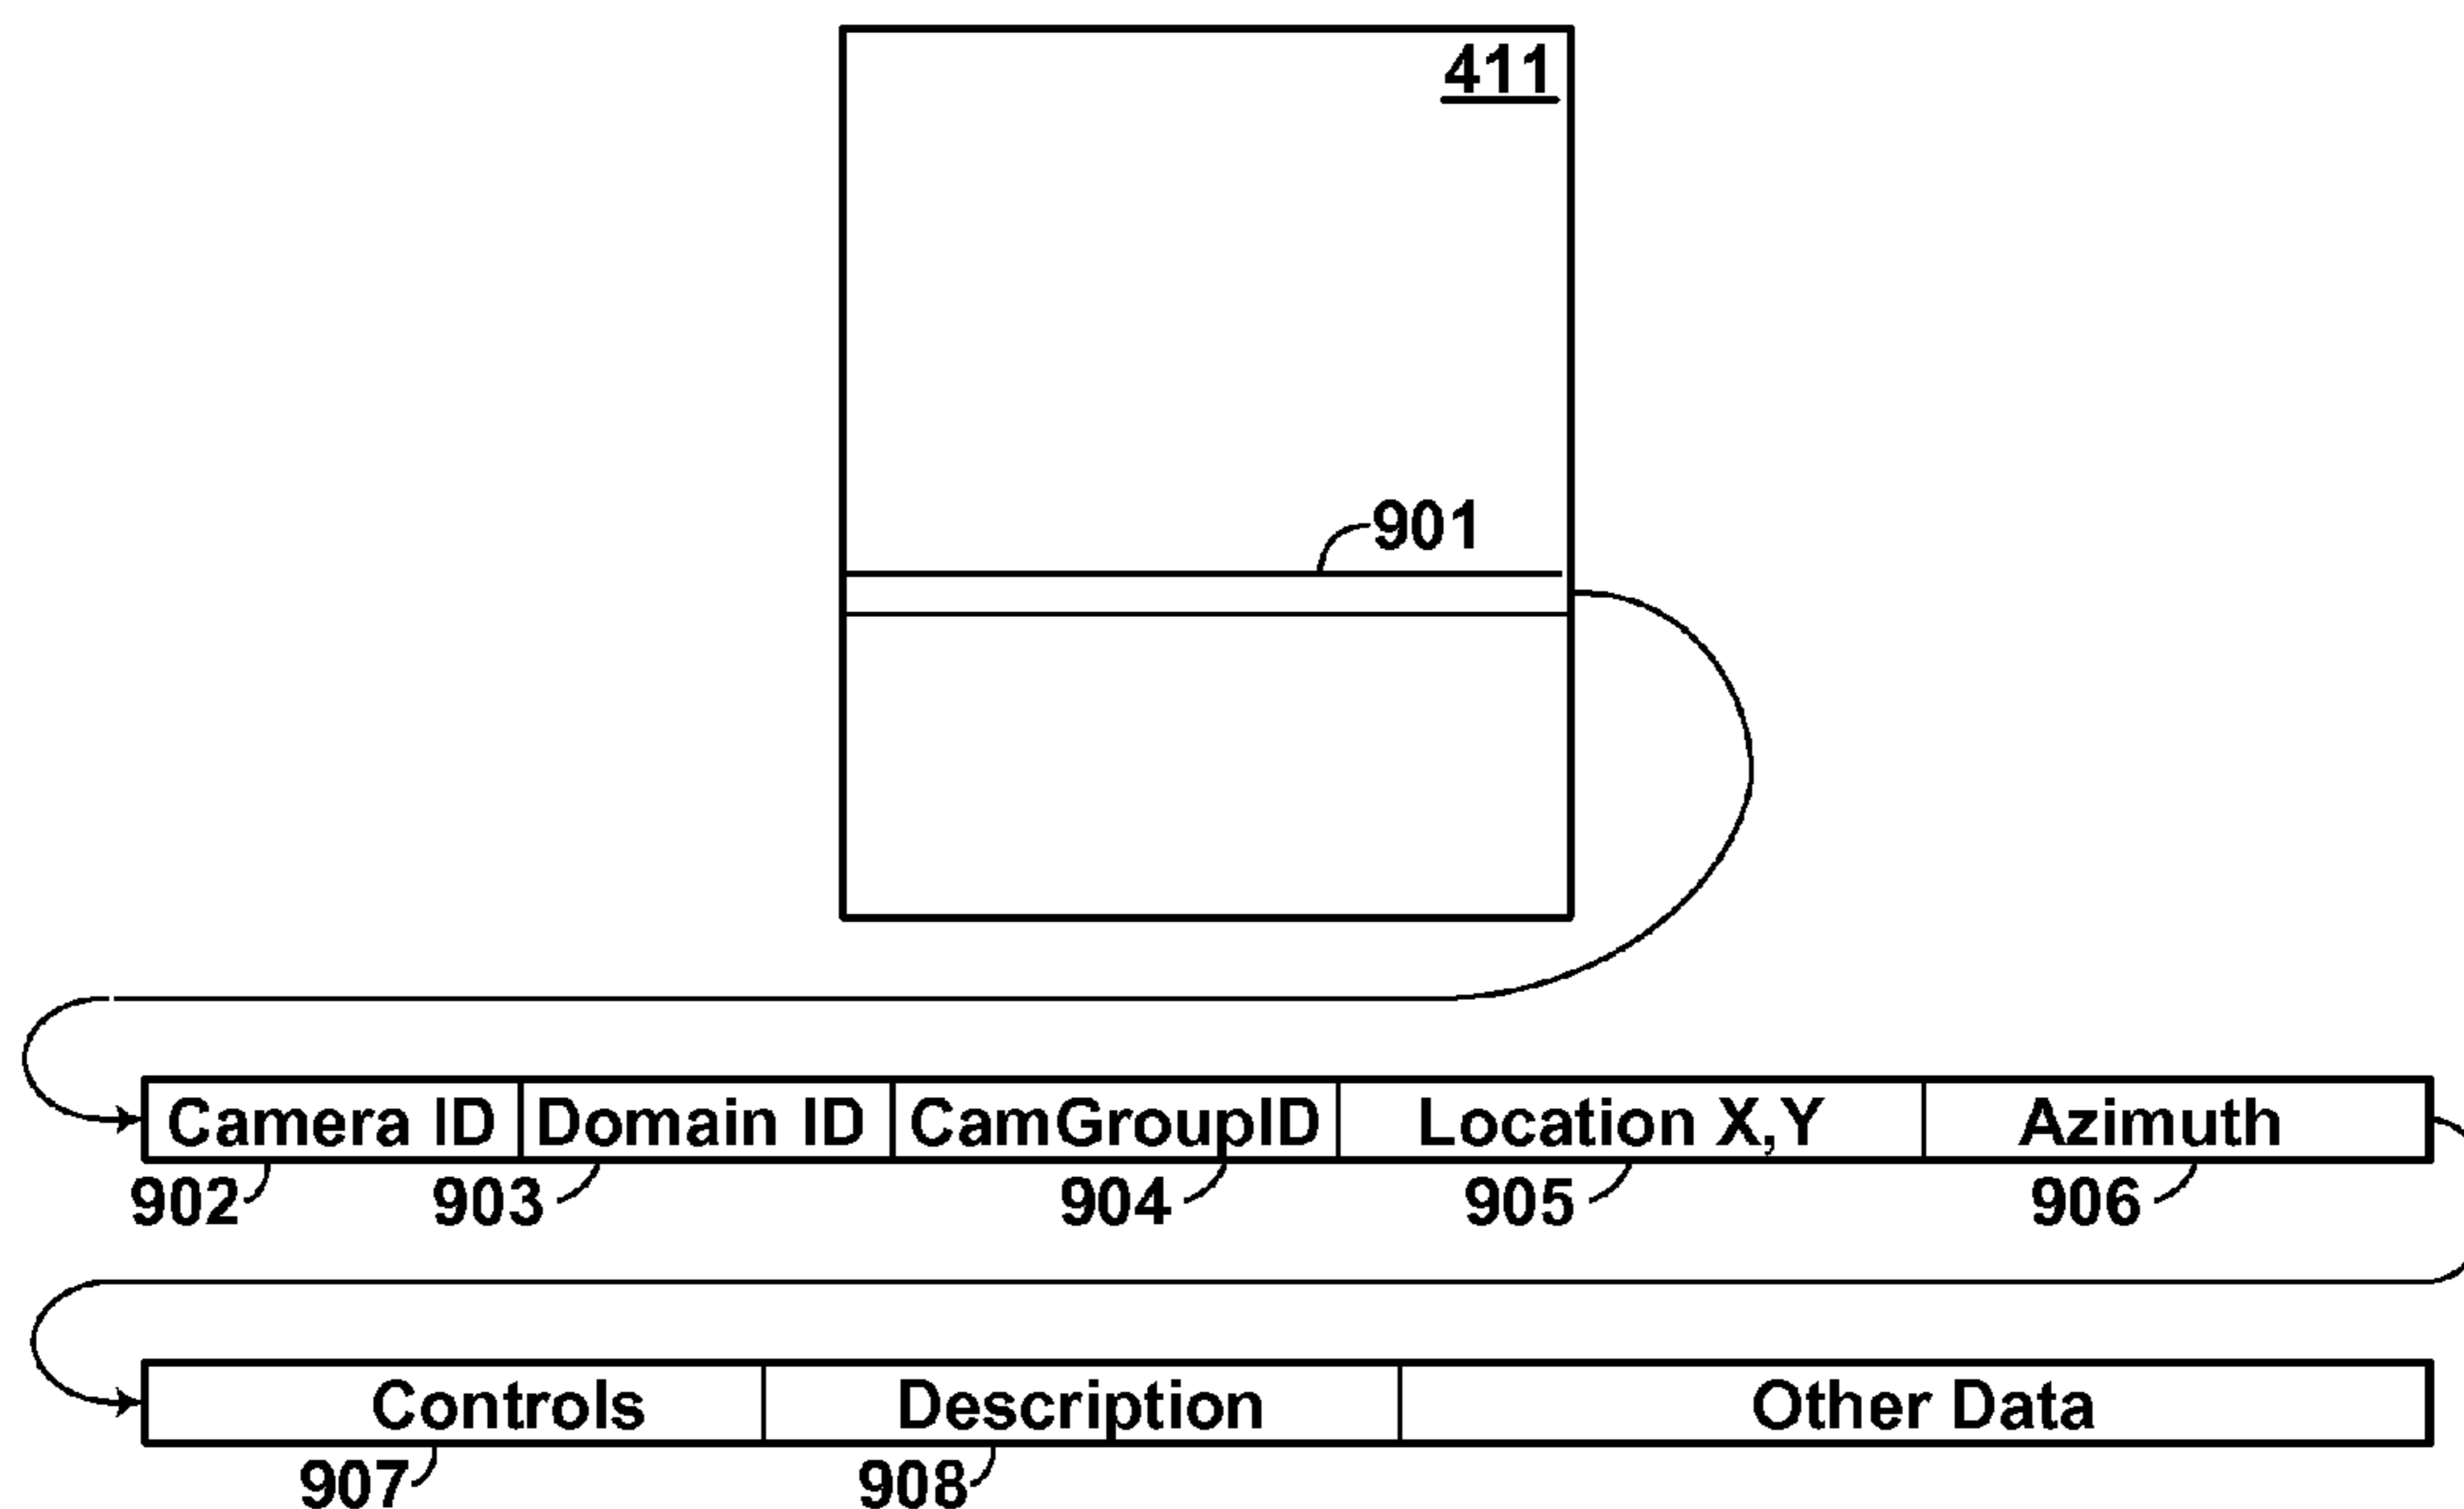 411
901
Camera ID Domain ID CamGroupID Location X,Y Azimuth
902 903 904 905 906
Controls Description Other Data
907 908